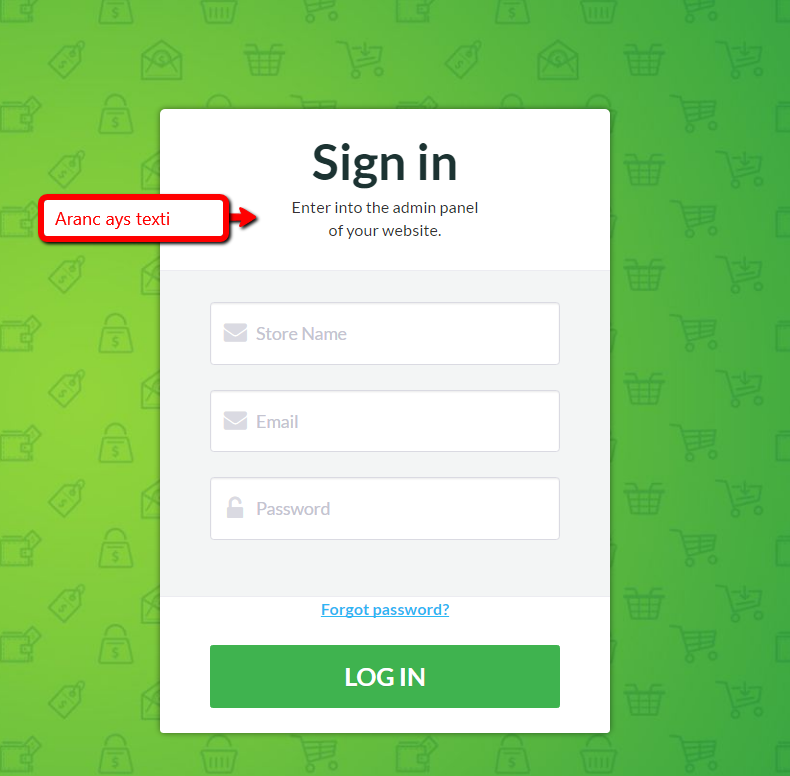 Sign in
Aranc ays texti
Enter into the admin panel
of your website.
Store Name
Email
Password
Forgot password?
LOG IN